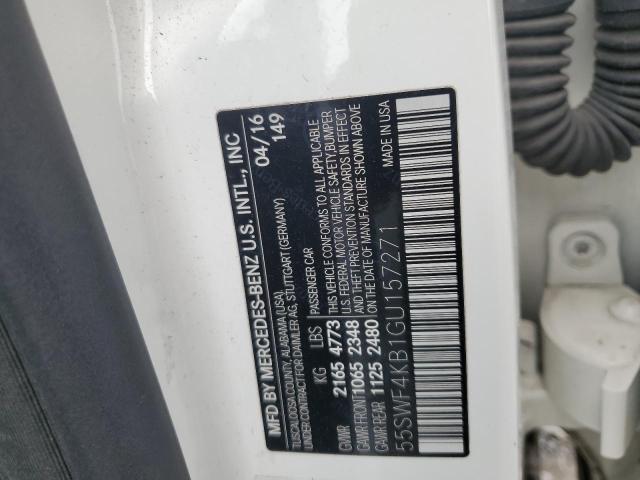 MFD BY MERCEDES-BENZ U.S. INTL., INC
TUSCALOOSA COUNTY, ALABAMA (USA)
UNDER CONTRACT FOR DAIMLER AG, STUTTGART (GERMANY)
04/16
149
KG LBS
GVWR 2165 4773
GAWR FRONT 1065 2348
GAWR REAR 1125 2480
PASSENGER CAR
THIS VEHICLE CONFORMS TO ALL APPLICABLE
U.S. FEDERAL MOTOR VEHICLE SAFETY, BUMPER
AND THEFT PREVENTION STANDARDS IN EFFECT
ON THE DATE OF MANUFACTURE SHOWN ABOVE
MADE IN USA
55SWF4KB1GU157271